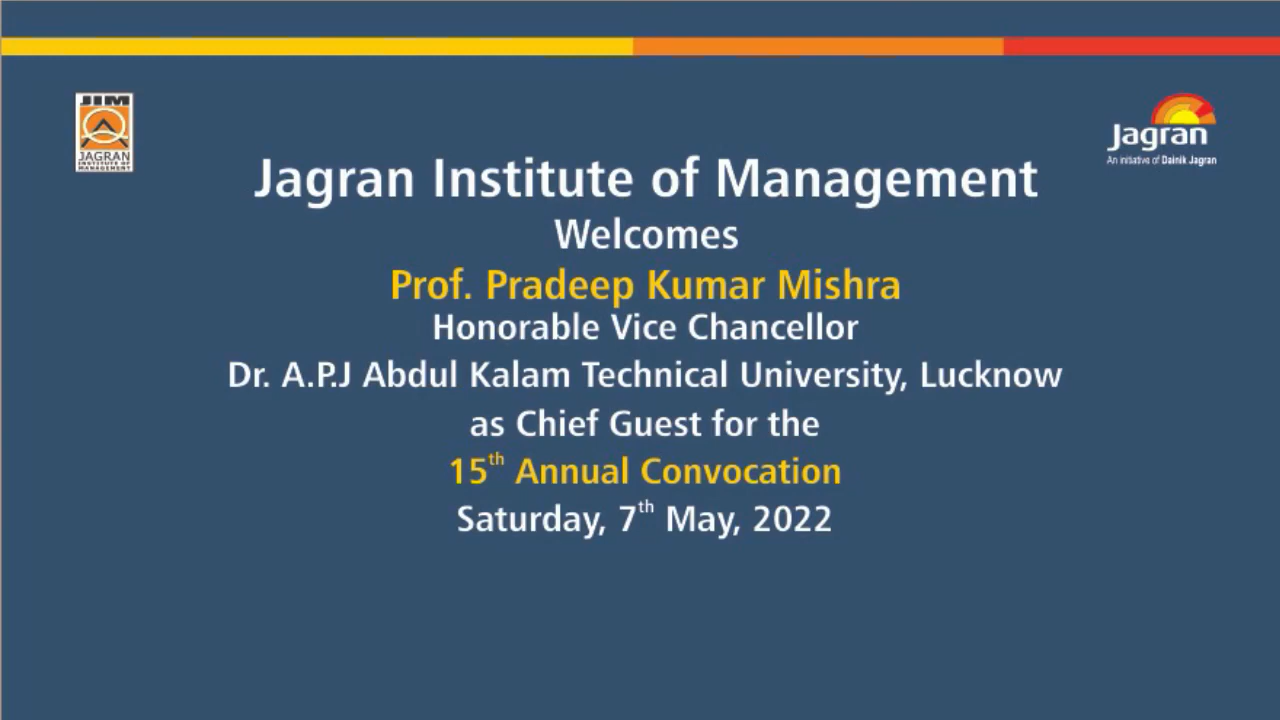 JIM
JAGRAN
INSTITUTE OF
MANAGEMENT
Jagran
An initiative of Dainik Jagran
Jagran Institute of Management
Welcomes
Prof. Pradeep Kumar Mishra
Honorable Vice Chancellor
Dr. A.P.J Abdul Kalam Technical University, Lucknow
as Chief Guest for the
15th Annual Convocation
Saturday, 7th May, 2022